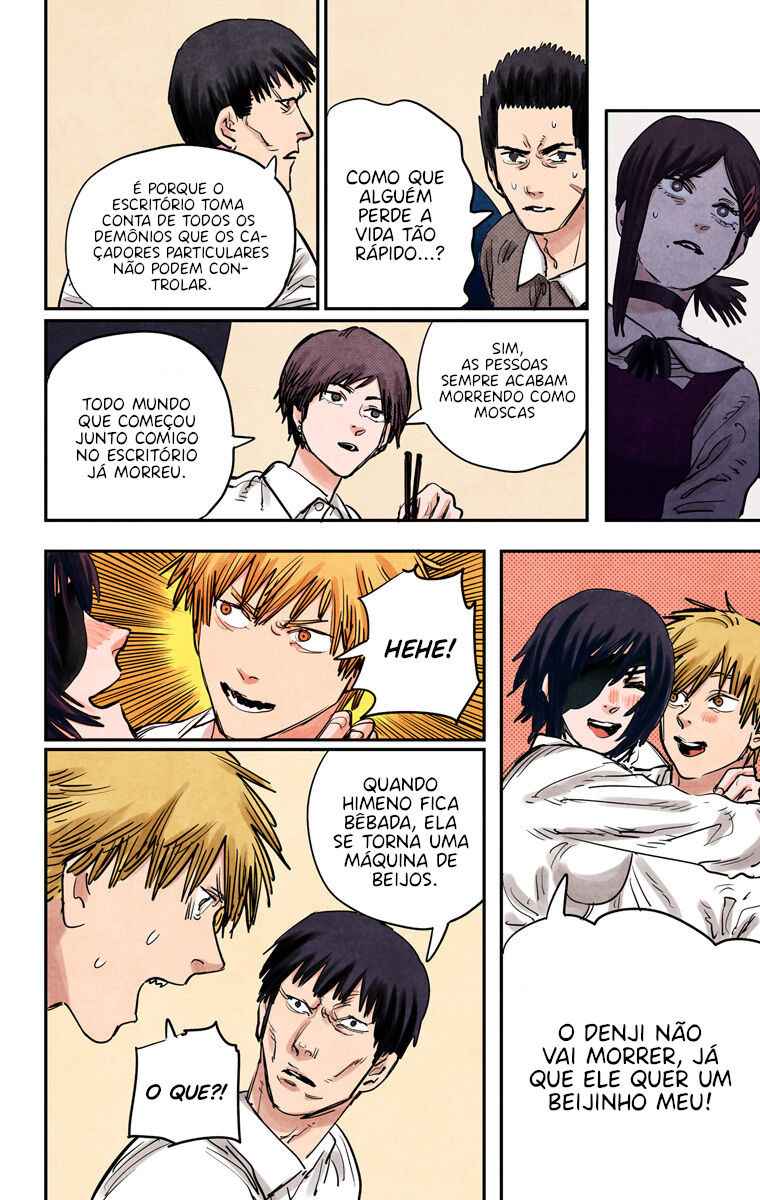 COMO QUE
ALGUÉM
PERDE A
VIDA TÃO
RÁPIDO...?
É PORQUE O
ESCRITÓRIO TOMA
CONTA DE TODOS OS
DEMÔNIOS QUE OS CA-
ÇADORES PARTICULARES
NÃO PODEM CON-
TROLAR.
SIM,
AS PESSOAS
SEMPRE ACABAM
MORRENDO COMO
MOSCAS
TODO MUNDO
QUE COMEÇOU
JUNTO COMIGO
NO ESCRITÓRIO
JÁ MORREU.
O DENJI NÃO
VAI MORRER, JÁ
QUE ELE QUER UM
BEIJINHO MEU!
HEHE!
QUANDO
HIMENO FICA
BÊBADA, ELA
SE TORNA UMA
MÁQUINA DE
BEIJOS.
O QUE?!